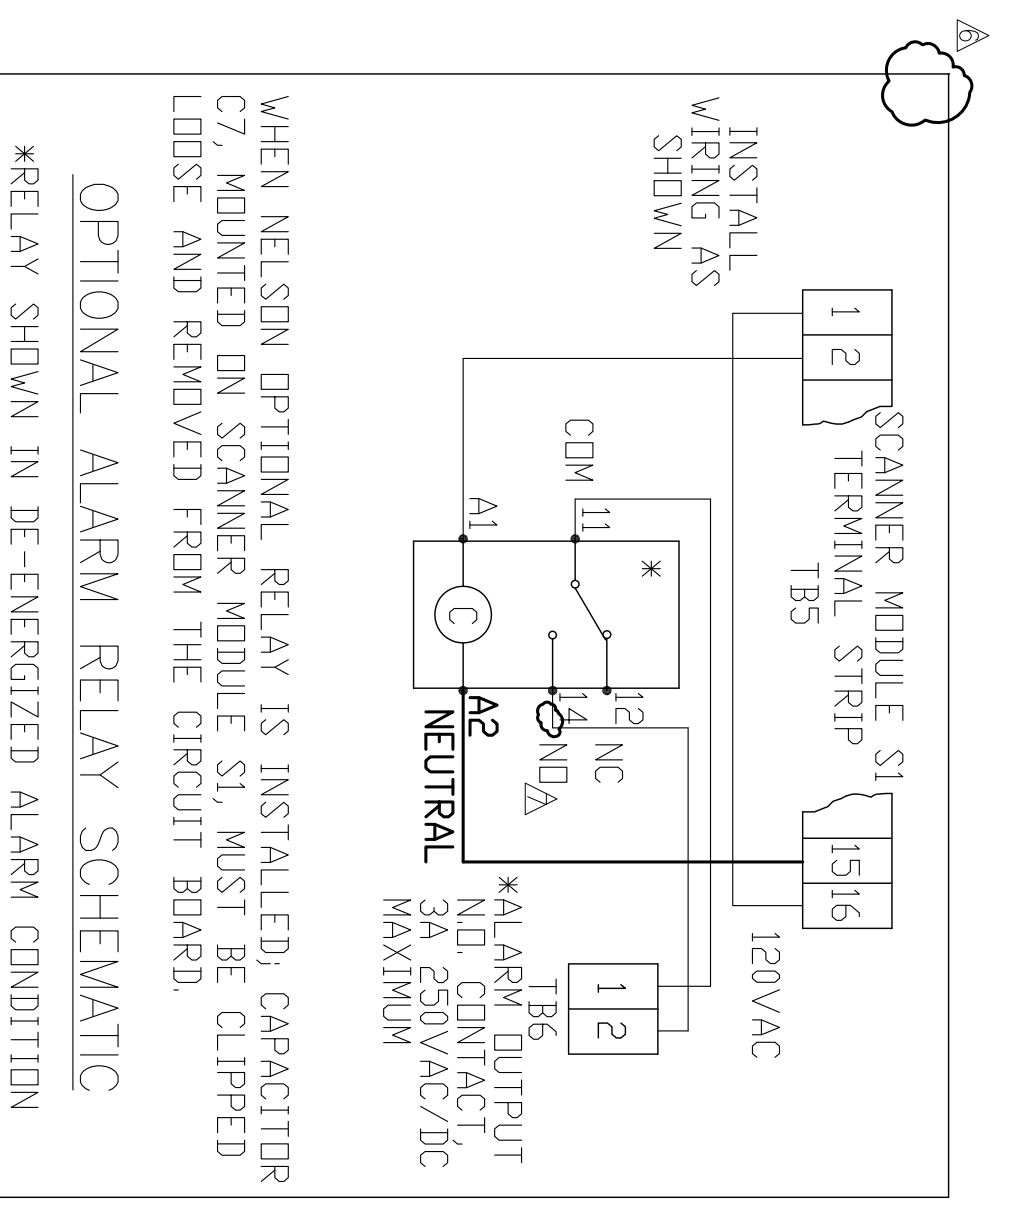 6
INSTALL
WIRING AS
SHOWN
1 2
SCANNER MODULE S1
TERMINAL STRIP
TB5
15 16
120VAC
COM
11
A1
*
C
12 NC
14 NO
7
A2
NEUTRAL
1 2
TB6
*ALARM OUTPUT
N.O. CONTACT,
3A 250VAC/DC
MAXIMUM
WHEN NELSON OPTIONAL RELAY IS INSTALLED; CAPACITOR
C7, MOUNTED ON SCANNER MODULE S1, MUST BE CLIPPED
LOOSE AND REMOVED FROM THE CIRCUIT BOARD.
OPTIONAL ALARM RELAY SCHEMATIC
*RELAY SHOWN IN DE-ENERGIZED ALARM CONDITION